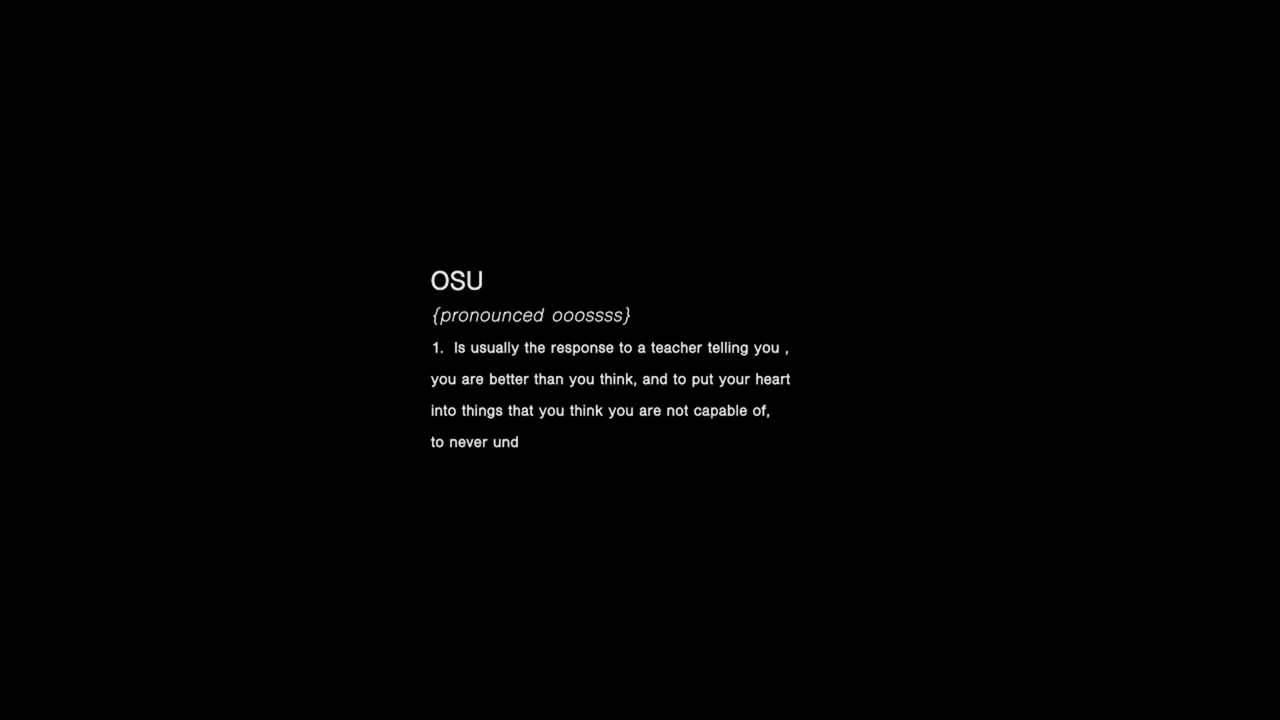 OSU
{pronounced ooossss}
1. Is usually the response to a teacher telling you ,
you are better than you think, and to put your heart
into things that you think you are not capable of,
to never und